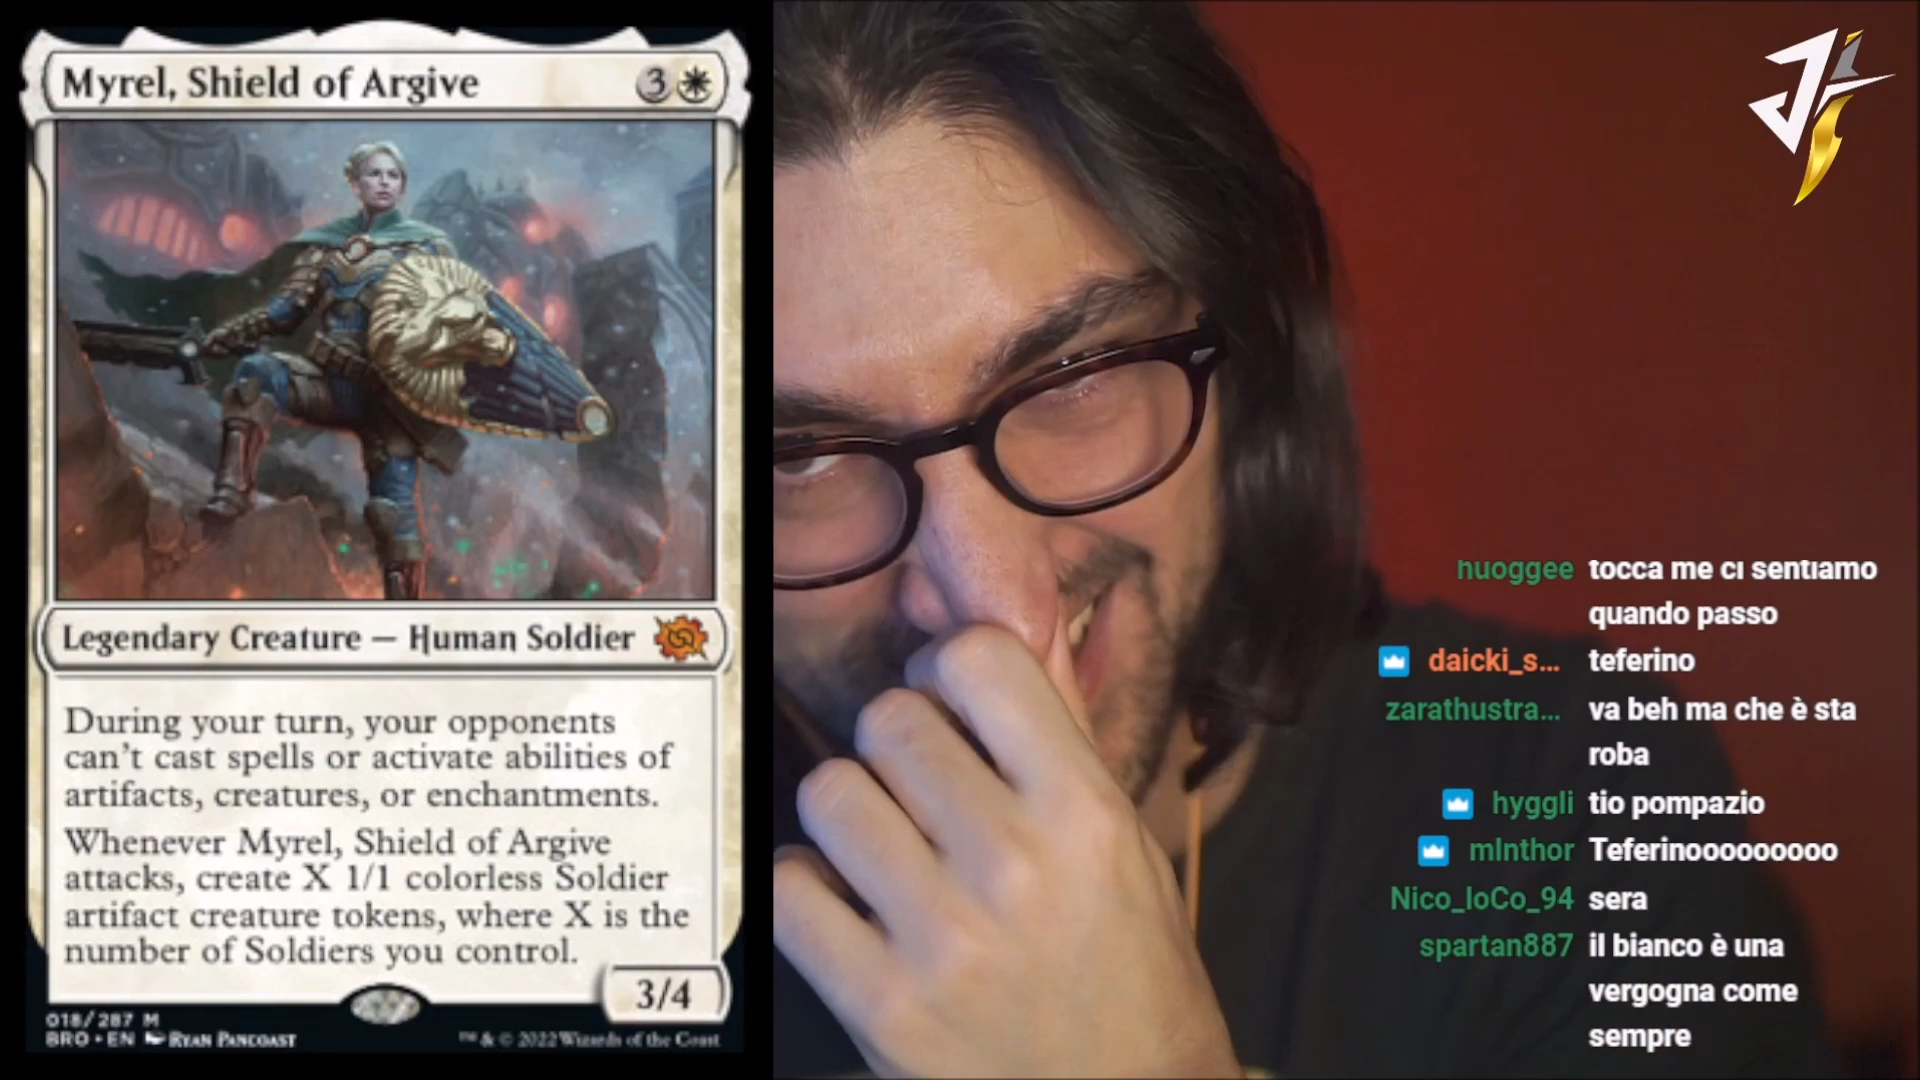 Myrel, Shield of Argive 3
Legendary Creature — Human Soldier
During your turn, your opponents
can't cast spells or activate abilities of
artifacts, creatures, or enchantments.
Whenever Myrel, Shield of Argive
attacks, create X 1/1 colorless Soldier
artifact creature tokens, where X is the
number of Soldiers you control.
3/4
018/287 M
BRO • EN RYAN PANCOAST
™ & © 2022 Wizards of the Coast
huoggee tocca me ci sentiamo
quando passo
daicki_s... teferino
zarathustra... va beh ma che è sta
roba
hyggli tio pompazio
mlnthor Teferinooooooooo
Nico_loCo_94 sera
spartan887 il bianco è una
vergogna come
sempre